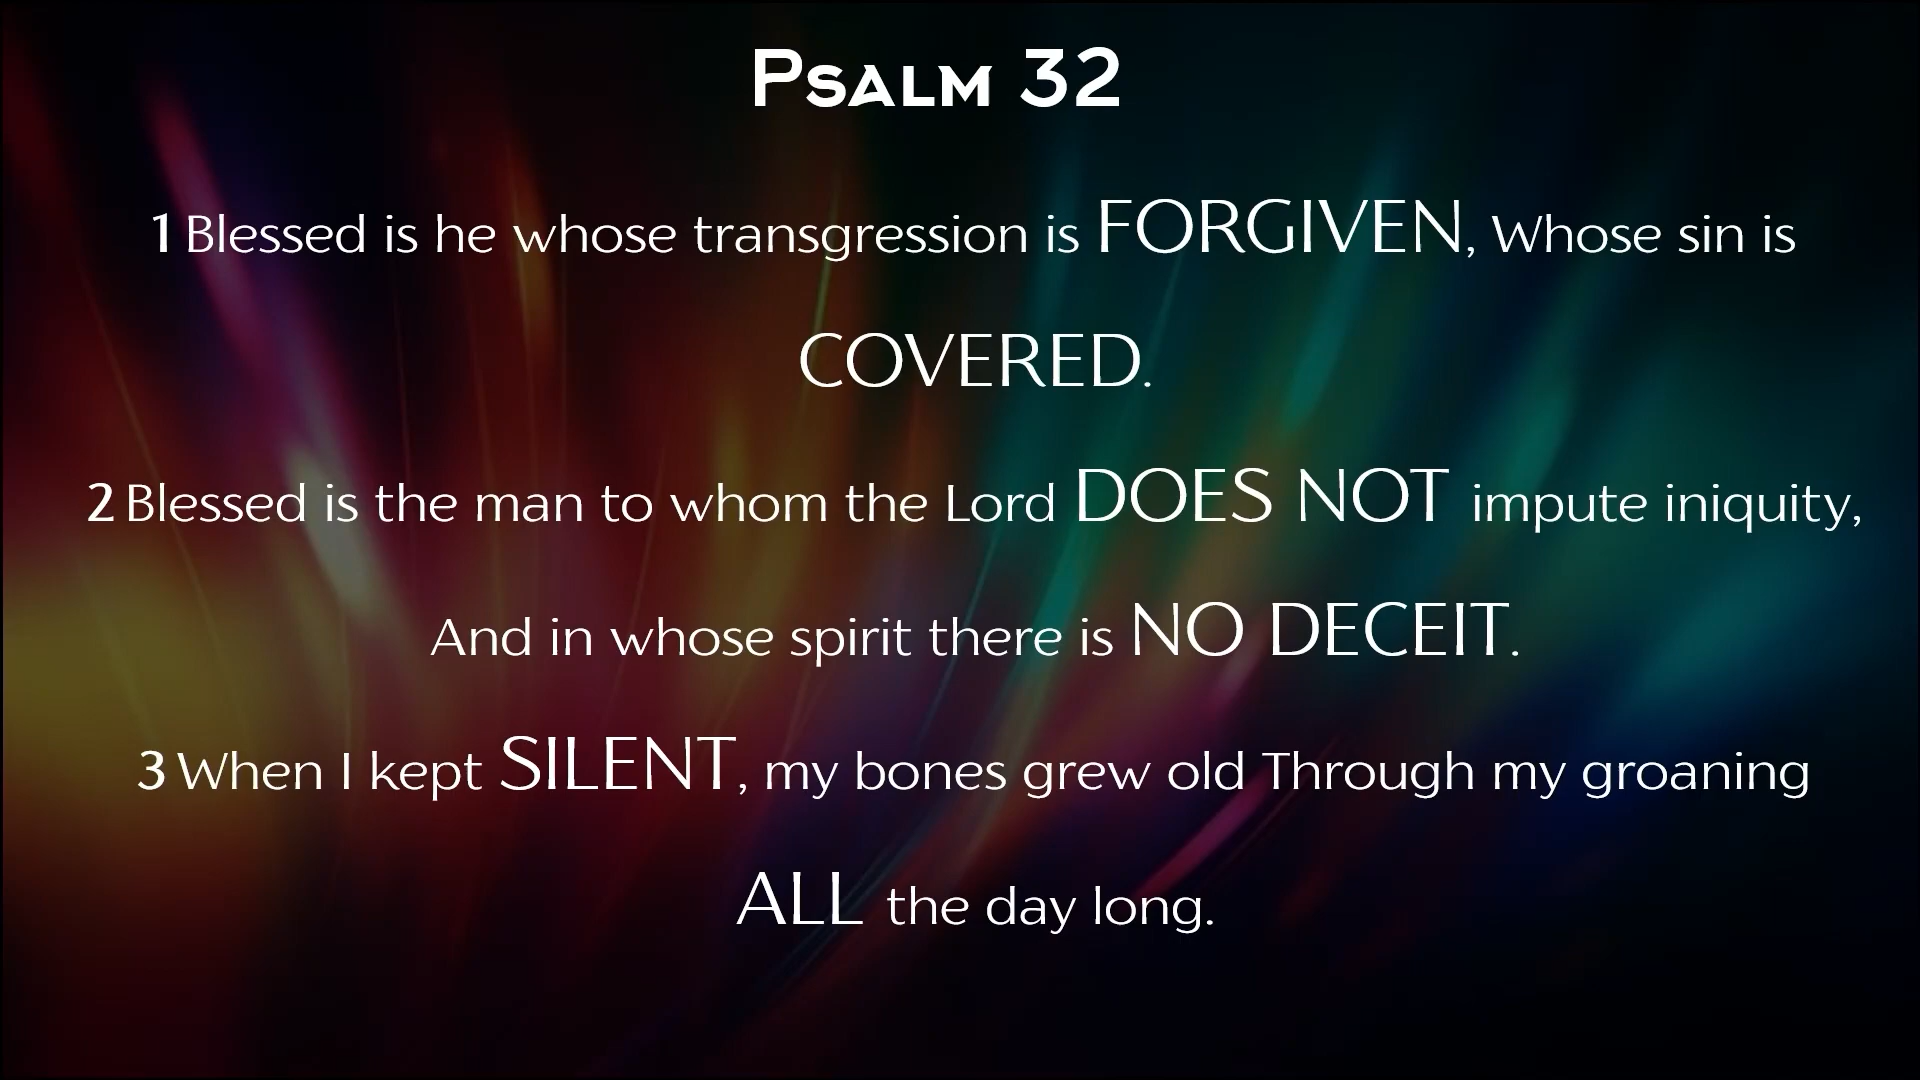 Psalm 32
1 Blessed is he whose transgression is FORGIVEN, Whose sin is
COVERED.
2 Blessed is the man to whom the Lord DOES NOT impute iniquity,
And in whose spirit there is NO DECEIT.
3 When I kept SILENT, my bones grew old Through my groaning
ALL the day long.